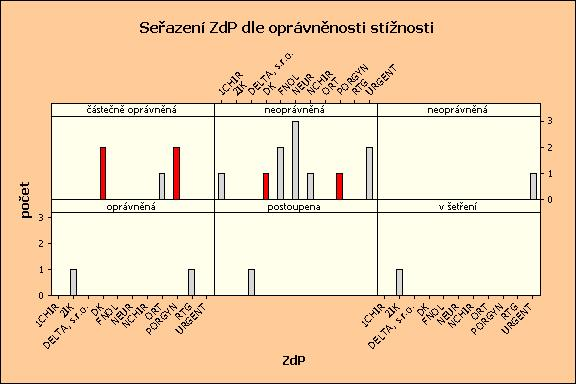 Seřazení ZdP dle oprávněnosti stížnosti
1CHIR 2IK DELTA, s.r.o. DK FNOL NEUR NCHIR ORT PORGYN RTG URGENT
částečně oprávněná neoprávněná neoprávněná
3
2
1
0
oprávněná postoupena v šetření
3
2
1
0
počet
1CHIR 2IK DELTA, s.r.o. DK FNOL NEUR NCHIR ORT PORGYN RTG URGENT 1CHIR 2IK DELTA, s.r.o. DK FNOL NEUR NCHIR ORT PORGYN RTG URGENT
ZdP